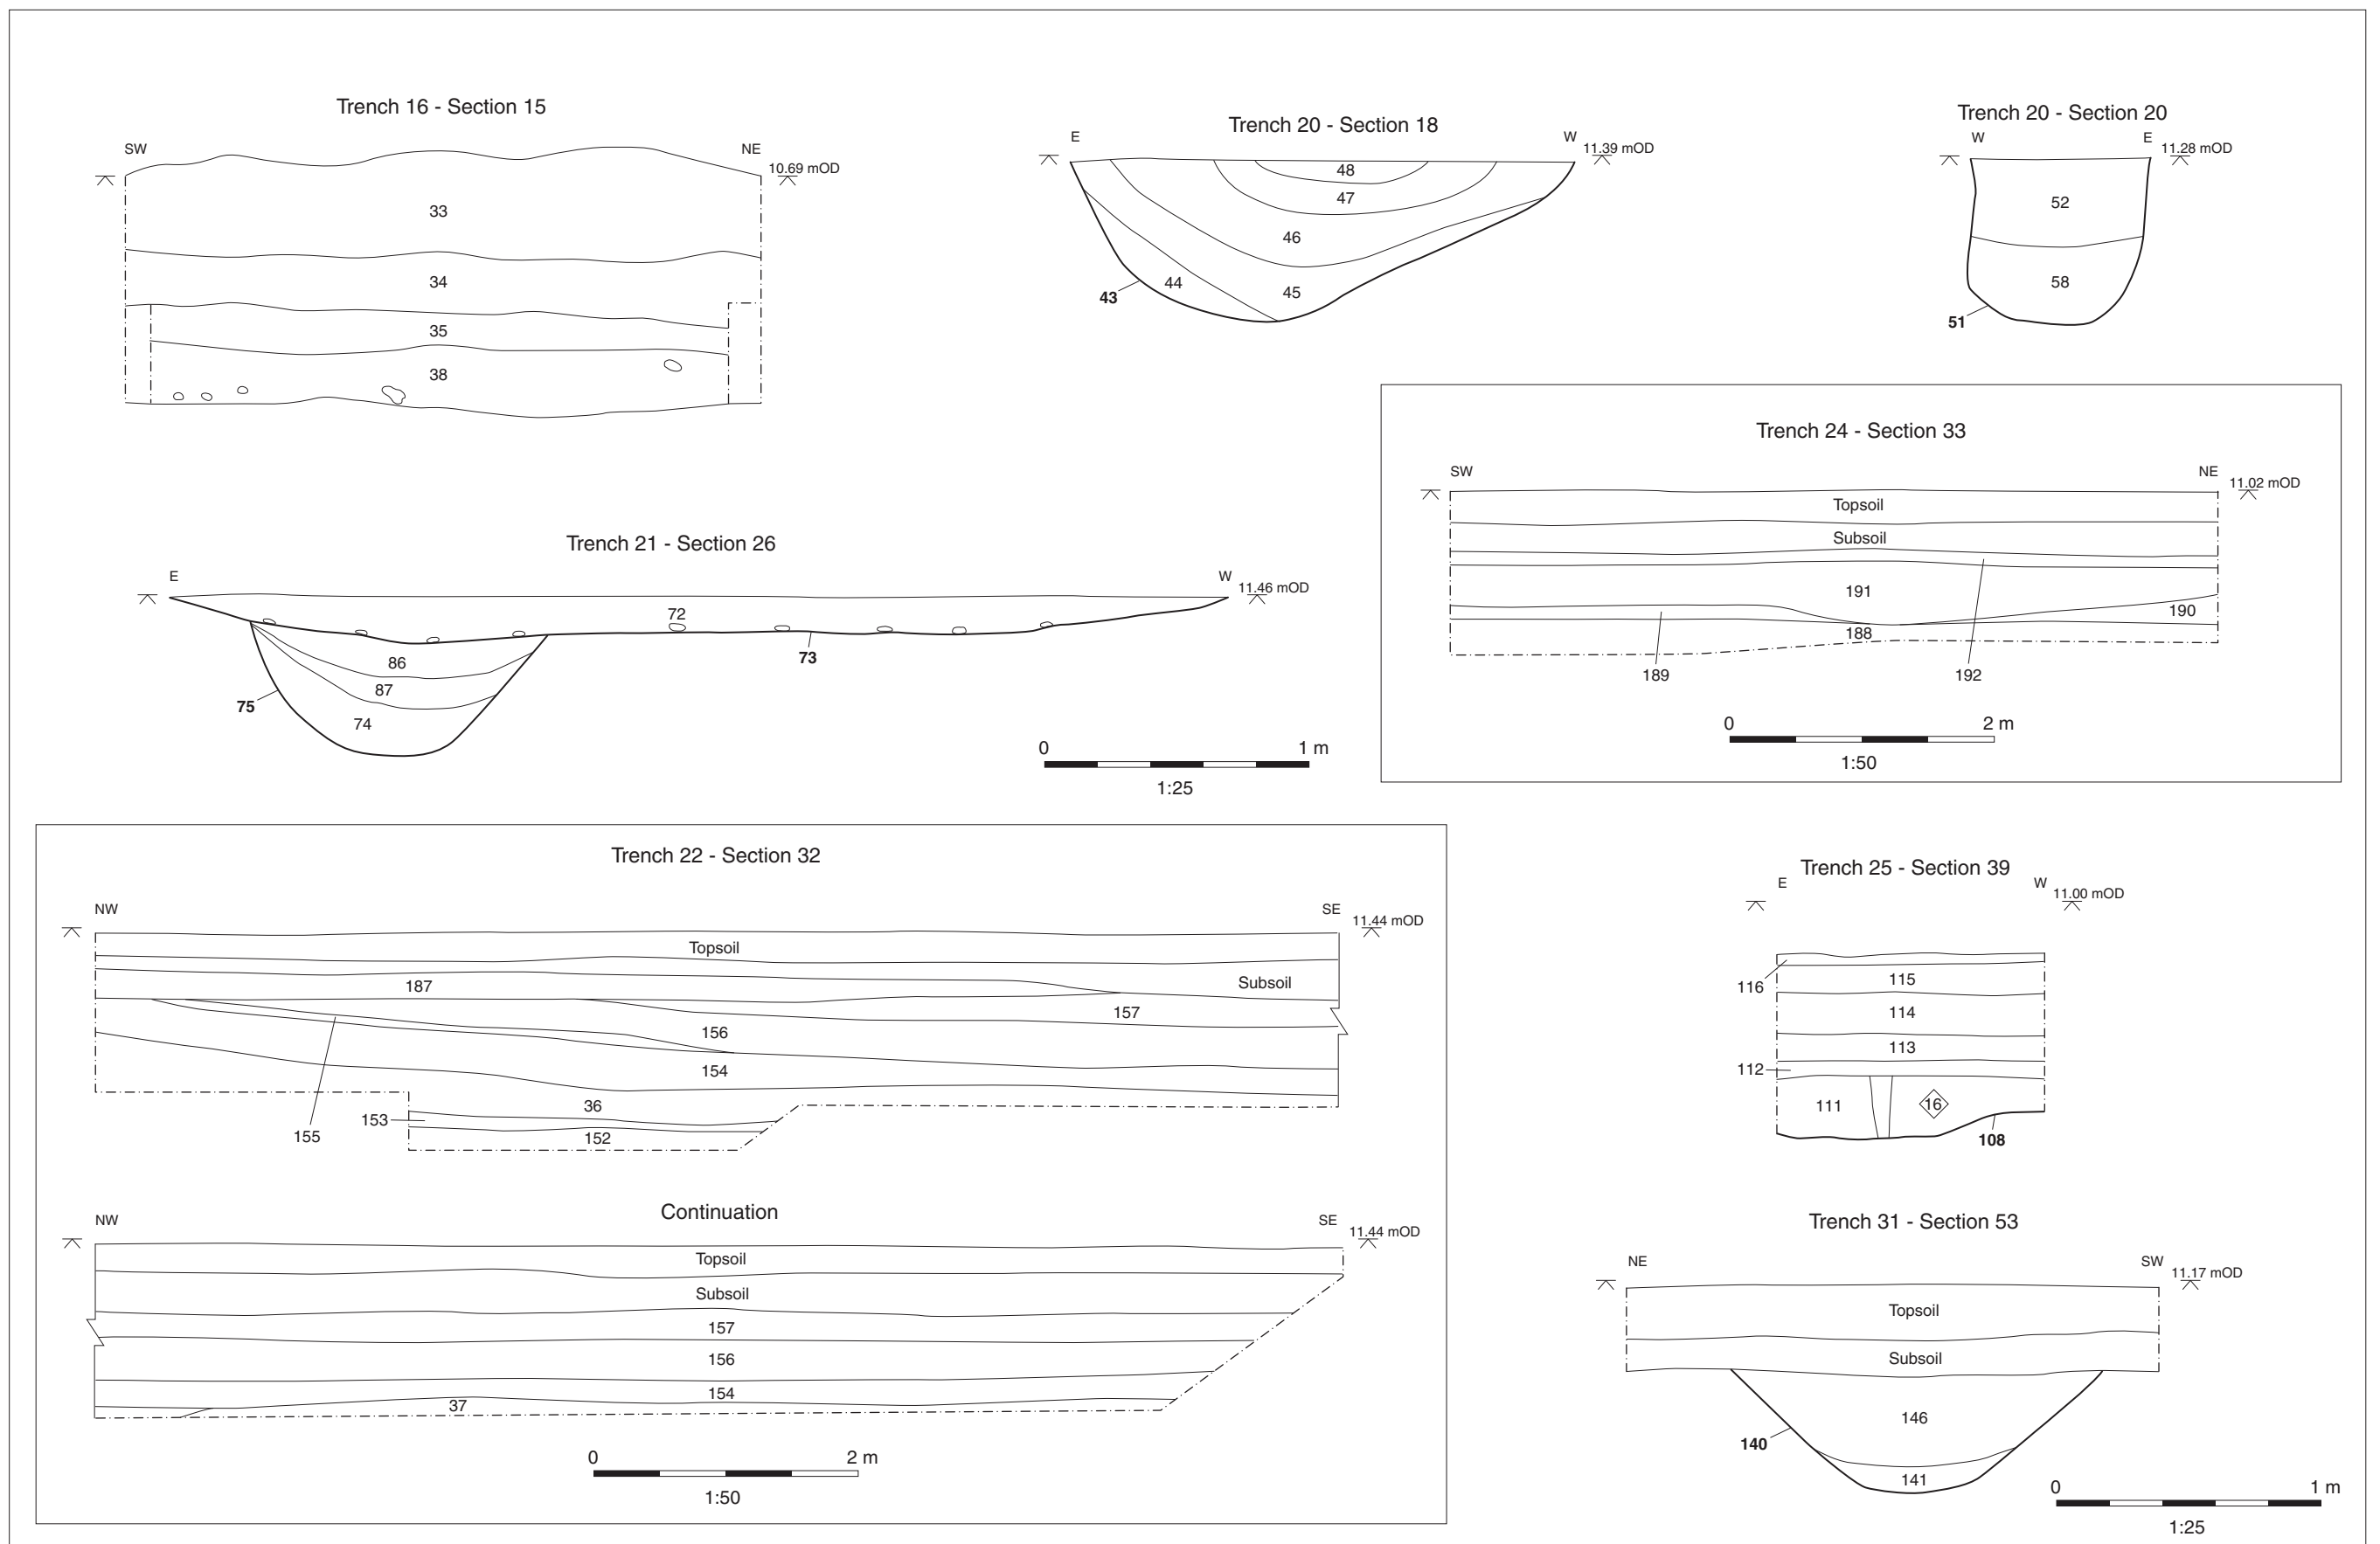 Trench 16 - Section 15
SW
NE
10.69 mOD
33
34
35
38
Trench 20 - Section 18
E
W
11.39 mOD
48
47
46
45
44
43
Trench 20 - Section 20
W
E
11.28 mOD
52
58
51
Trench 21 - Section 26
E
W
11.46 mOD
72
73
86
87
74
75
0
1 m
1:25
Trench 24 - Section 33
SW
NE
11.02 mOD
Topsoil
Subsoil
191
190
188
189
192
0
2 m
1:50
Trench 22 - Section 32
NW
SE
11.44 mOD
Topsoil
Subsoil
187
157
156
154
155
36
153
152
Continuation
NW
SE
11.44 mOD
Topsoil
Subsoil
157
156
154
37
0
2 m
1:50
Trench 25 - Section 39
E
W
11.00 mOD
116
115
114
113
112
111
16
108
Trench 31 - Section 53
NE
SW
11.17 mOD
Topsoil
Subsoil
146
140
141
0
1 m
1:25